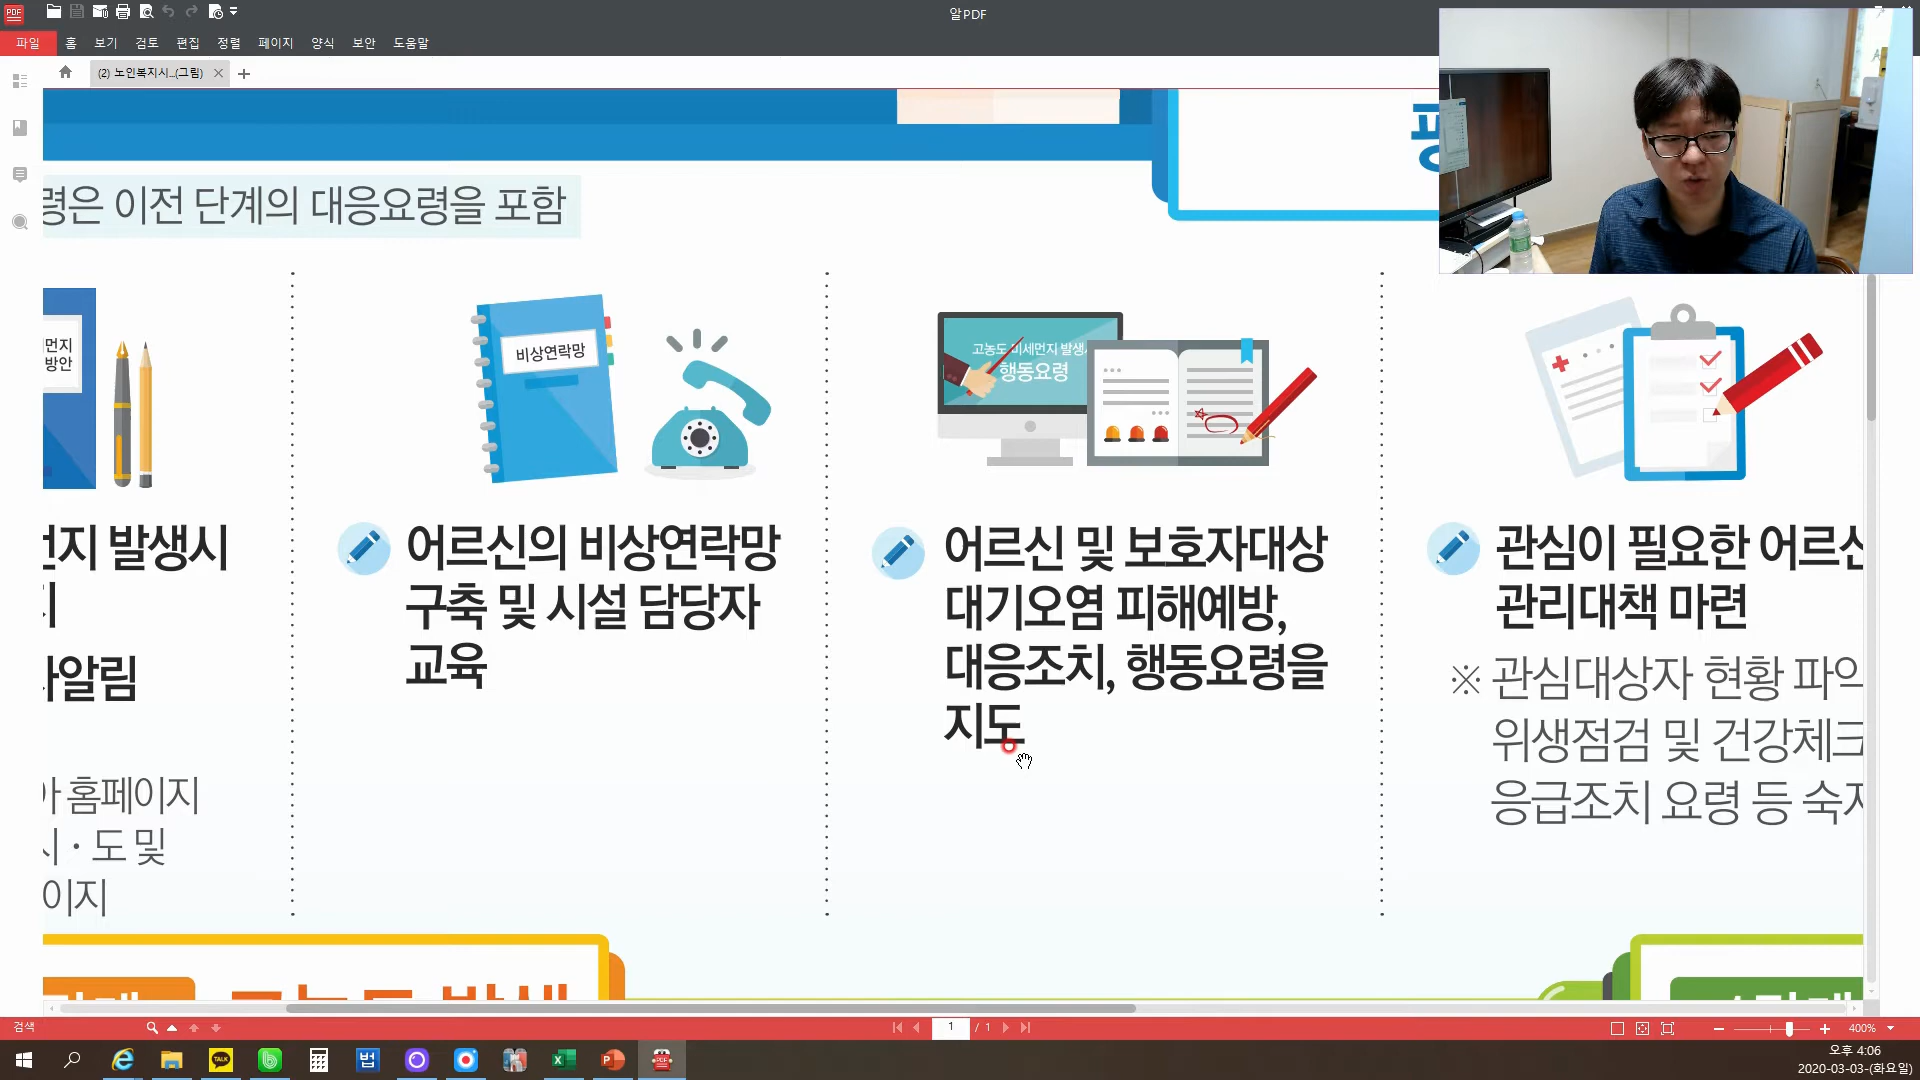 알PDF
파일 홈 보기 검토 편집 정렬 페이지 양식 보안 도움말
(2) 노인복지시...(그림)
령은 이전 단계의 대응요령을 포함
먼지
방안
비상연락망
고농도 미세먼지 발생시
행동요령
먼지 발생시
알림
홈페이지
시·도 및
이지
어르신의 비상연락망
구축 및 시설 담당자
교육
어르신 및 보호자대상
대기오염 피해예방,
대응조치, 행동요령을
지도
관심이 필요한 어르신
관리대책 마련
※ 관심대상자 현황 파악
위생점검 및 건강체크
응급조치 요령 등 숙지
검색
1 / 1
400%
TALK
법
오후 4:06
2020-03-03-(화요일)